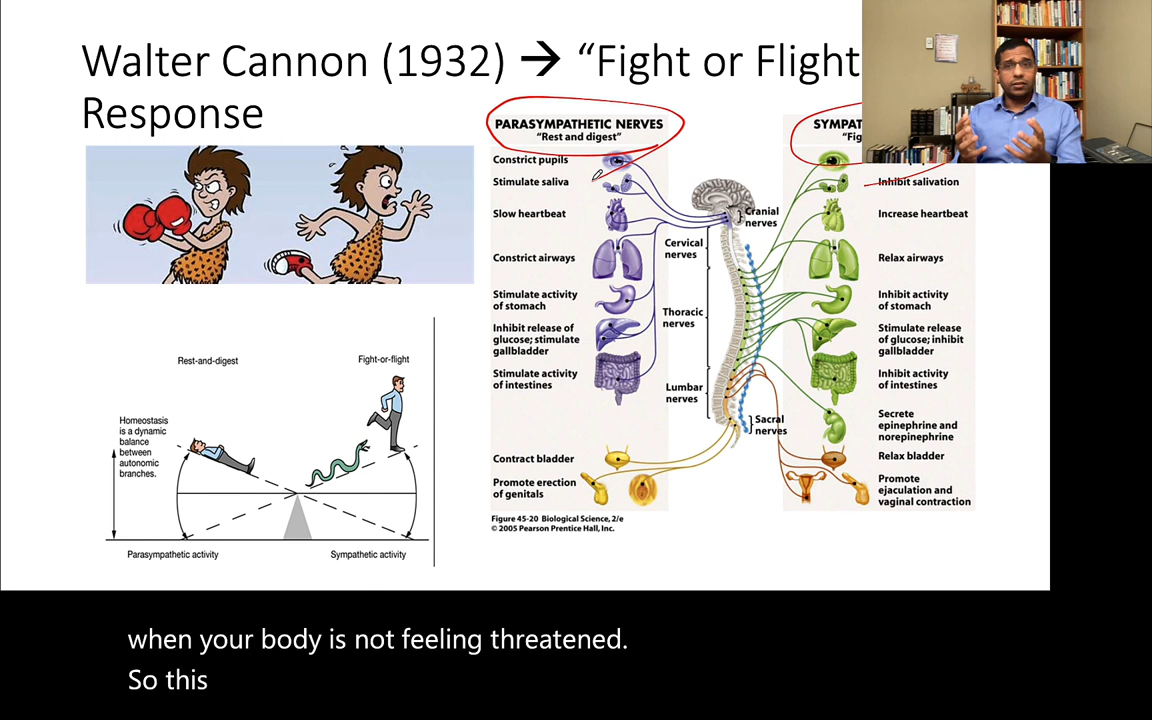 Walter Cannon (1932) → “Fight or Flight
Response
PARASYMPATHETIC NERVES
“Rest and digest”
Constrict pupils
Stimulate saliva
Slow heartbeat
Constrict airways
Stimulate activity
of stomach
Inhibit release of
glucose; stimulate
gallbladder
Stimulate activity
of intestines
Contract bladder
Promote erection
of genitals
Cranial
nerves
Cervical
nerves
Thoracic
nerves
Lumbar
nerves
Sacral
nerves
SYMPAT
“Fig
Inhibit salivation
Increase heartbeat
Relax airways
Inhibit activity
of stomach
Stimulate release
of glucose; inhibit
gallbladder
Inhibit activity
of intestines
Secrete
epinephrine and
norepinephrine
Relax bladder
Promote
ejaculation and
vaginal contraction
Figure 45-20 Biological Science, 2/e
© 2005 Pearson Prentice Hall, Inc.
Rest-and-digest
Fight-or-flight
Homeostasis
is a dynamic
balance
between
autonomic
branches.
Parasympathetic activity
Sympathetic activity
when your body is not feeling threatened.
So this